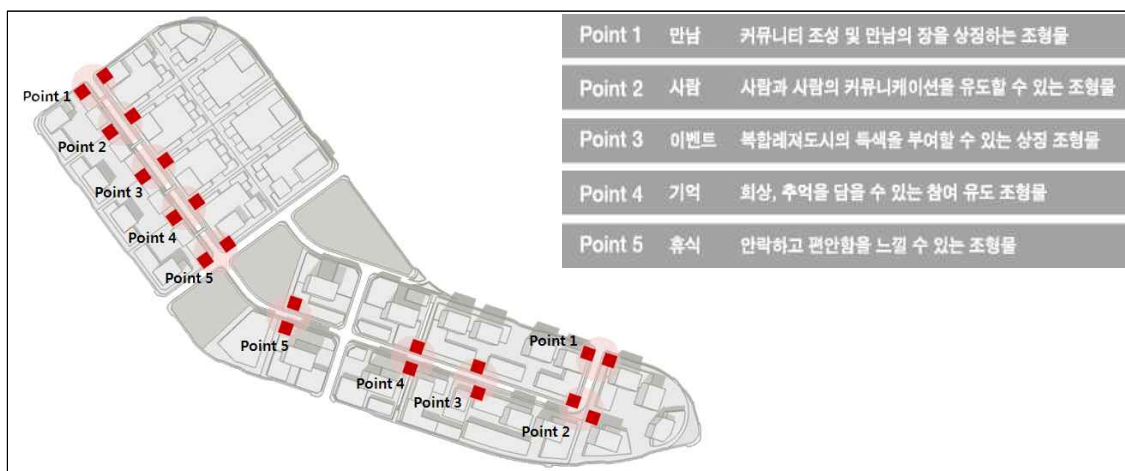 Point 1 만남 커뮤니티 조성 및 만남의 장을 상징하는 조형물
Point 2 사람 사람과 사람의 커뮤니케이션을 유도할 수 있는 조형물
Point 3 이벤트 복합레져도시의 특색을 부여할 수 있는 상징 조형물
Point 4 기억 회상, 추억을 담을 수 있는 참여 유도 조형물
Point 5 휴식 안락하고 편안함을 느낄 수 있는 조형물
Point 1
Point 2
Point 3
Point 4
Point 5
Point 5
Point 4
Point 3
Point 1
Point 2